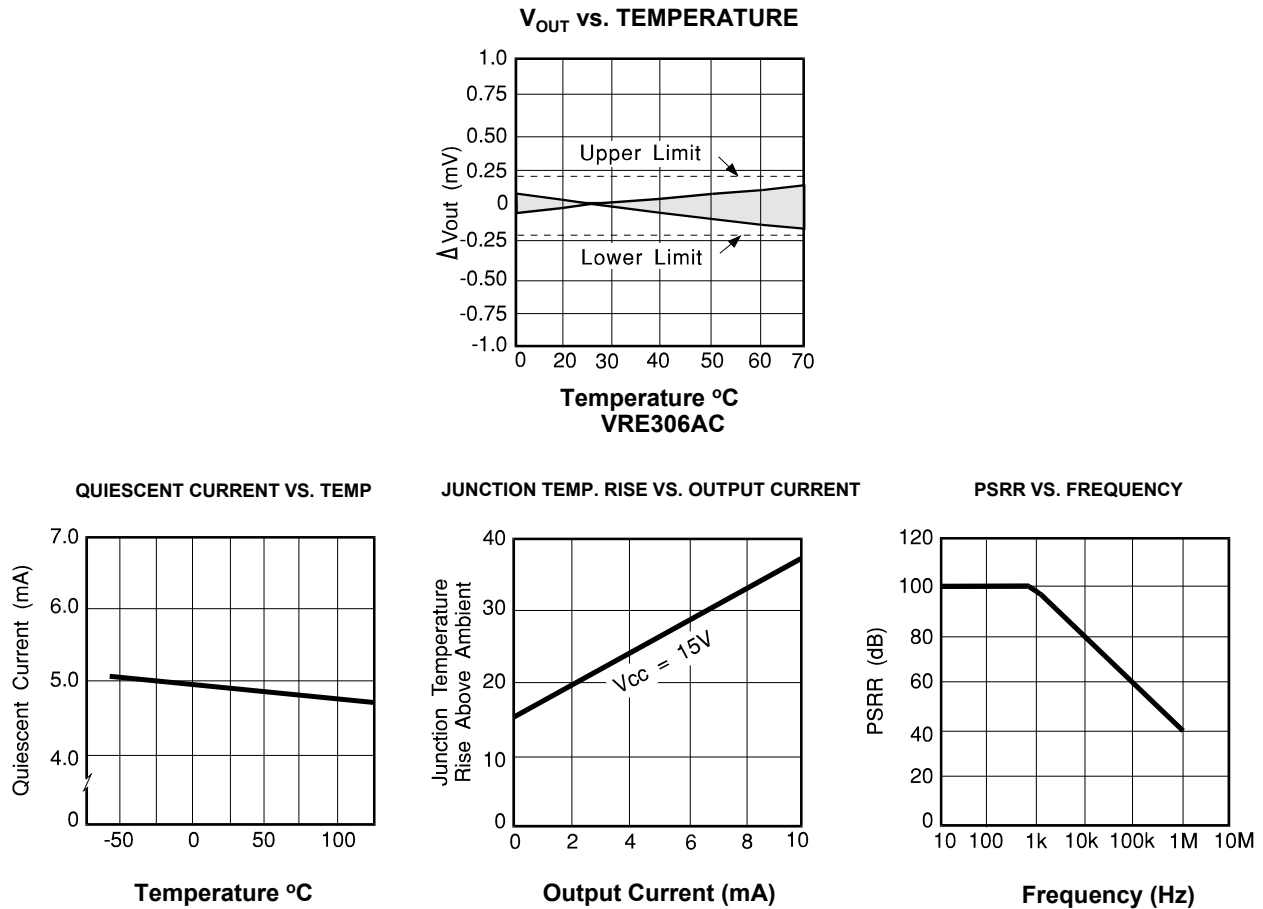 VOUT vs. TEMPERATURE
1.0
0.75
0.50
0.25
0
-0.25
-0.50
-0.75
-1.0
Δ Vout (mV)
Upper Limit
Lower Limit
0 20 30 40 50 60 70
Temperature ºC
VRE306AC
QUIESCENT CURRENT VS. TEMP
7.0
6.0
5.0
4.0
0
Quiescent Current (mA)
-50 0 50 100
Temperature ºC
JUNCTION TEMP. RISE VS. OUTPUT CURRENT
40
30
20
10
0
Junction Temperature
Rise Above Ambient
Vcc = 15V
0 2 4 6 8 10
Output Current (mA)
PSRR VS. FREQUENCY
120
100
80
60
40
20
0
PSRR (dB)
10 100 1k 10k 100k 1M 10M
Frequency (Hz)